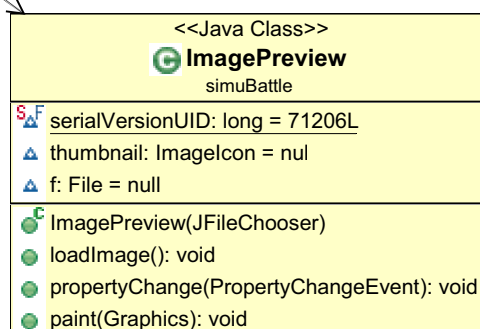 <<Java Class>>
C ImagePreview
simuBattle
S F serialVersionUID: long = 71206L
thumbnail: ImageIcon = nul
f: File = null
C ImagePreview(JFileChooser)
loadImage(): void
propertyChange(PropertyChangeEvent): void
paint(Graphics): void